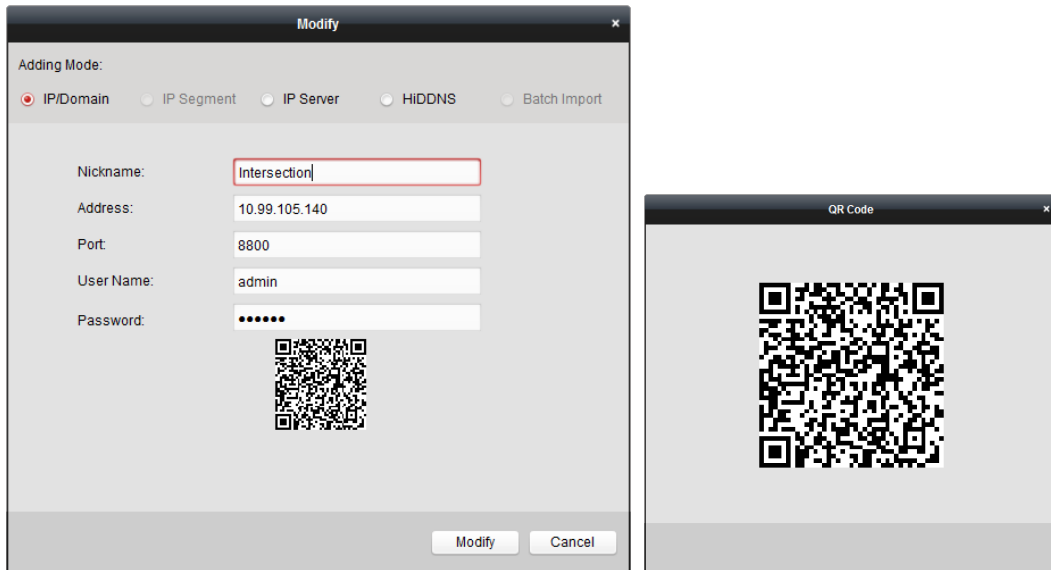 Modify
Adding Mode:
IP/Domain IP Segment IP Server HiDDNS Batch Import
Nickname: Intersection
Address: 10.99.105.140
Port: 8800
User Name: admin
Password: ••••••
Modify Cancel
QR Code